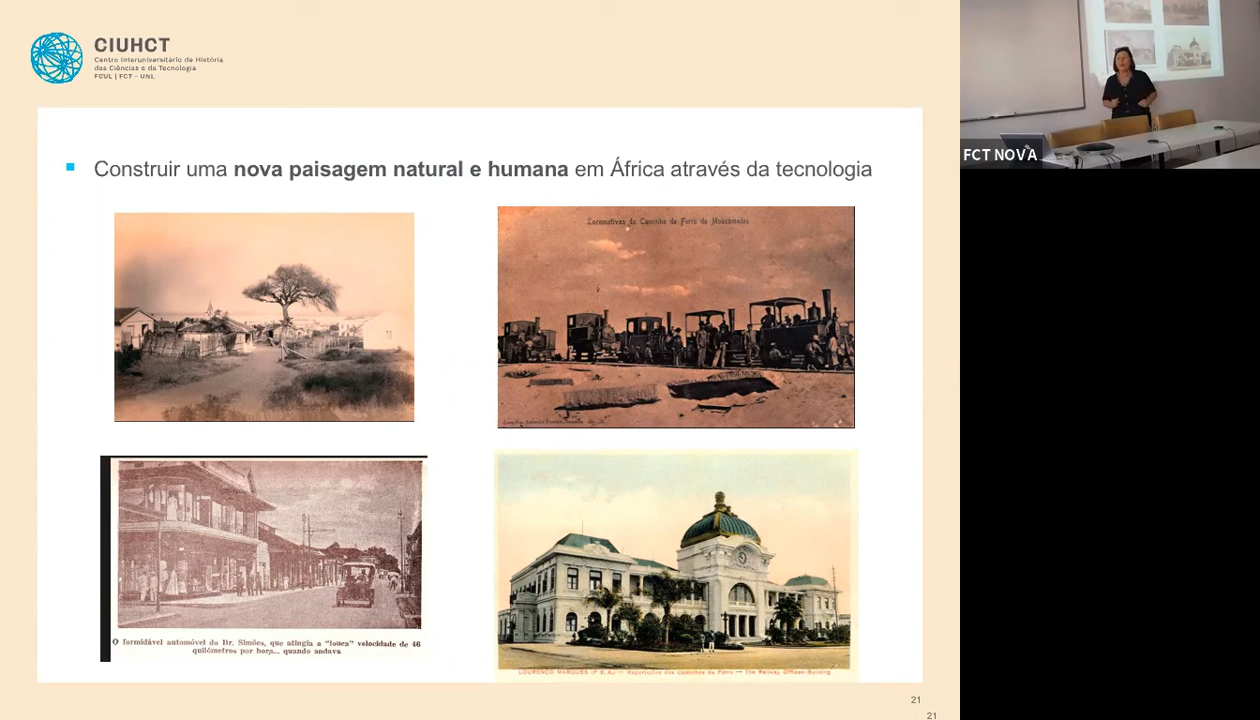 CIUHCT
Centro Interuniversitário de História
das Ciências e da Tecnologia
FCUL | FCT - UNL
Construir uma nova paisagem natural e humana em África através da tecnologia
Locomotivas do Caminho de Ferro de Mossamedes
O formidável automóvel do Dr. Simões, que atingia a "louca" velocidade de 46
quilómetros por hora... quando andava
LOURENÇO MARQUES (P. E. A.) — Repartições dos Caminhos de Ferro — The Railway Offices-Building
21
21
FCT NOVA